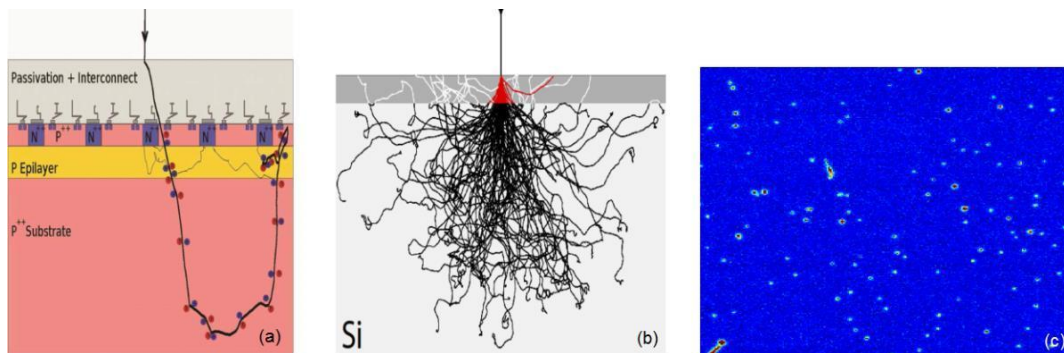 Passivation + Interconnect
N++ P++ N++ N++ N++ N++
P Epilayer
P++ Substrate
(a)
Si
(b)
(c)